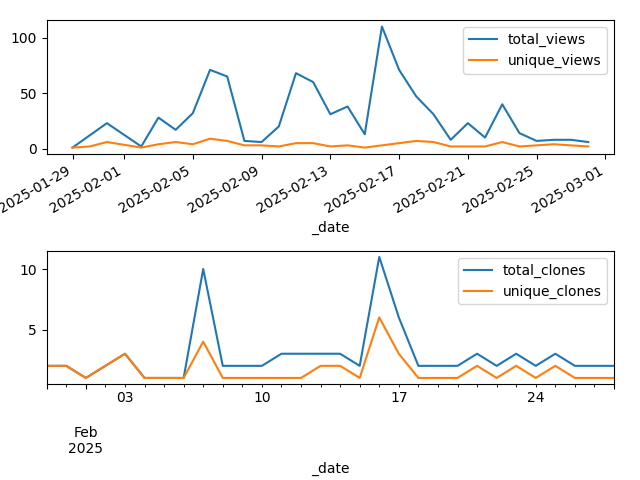 100
50
0
total_views
unique_views
2025-01-29
2025-02-01
2025-02-05
2025-02-09
2025-02-13
2025-02-17
2025-02-21
2025-02-25
2025-03-01
_date
10
5
total_clones
unique_clones
03
10
17
24
Feb
2025
_date